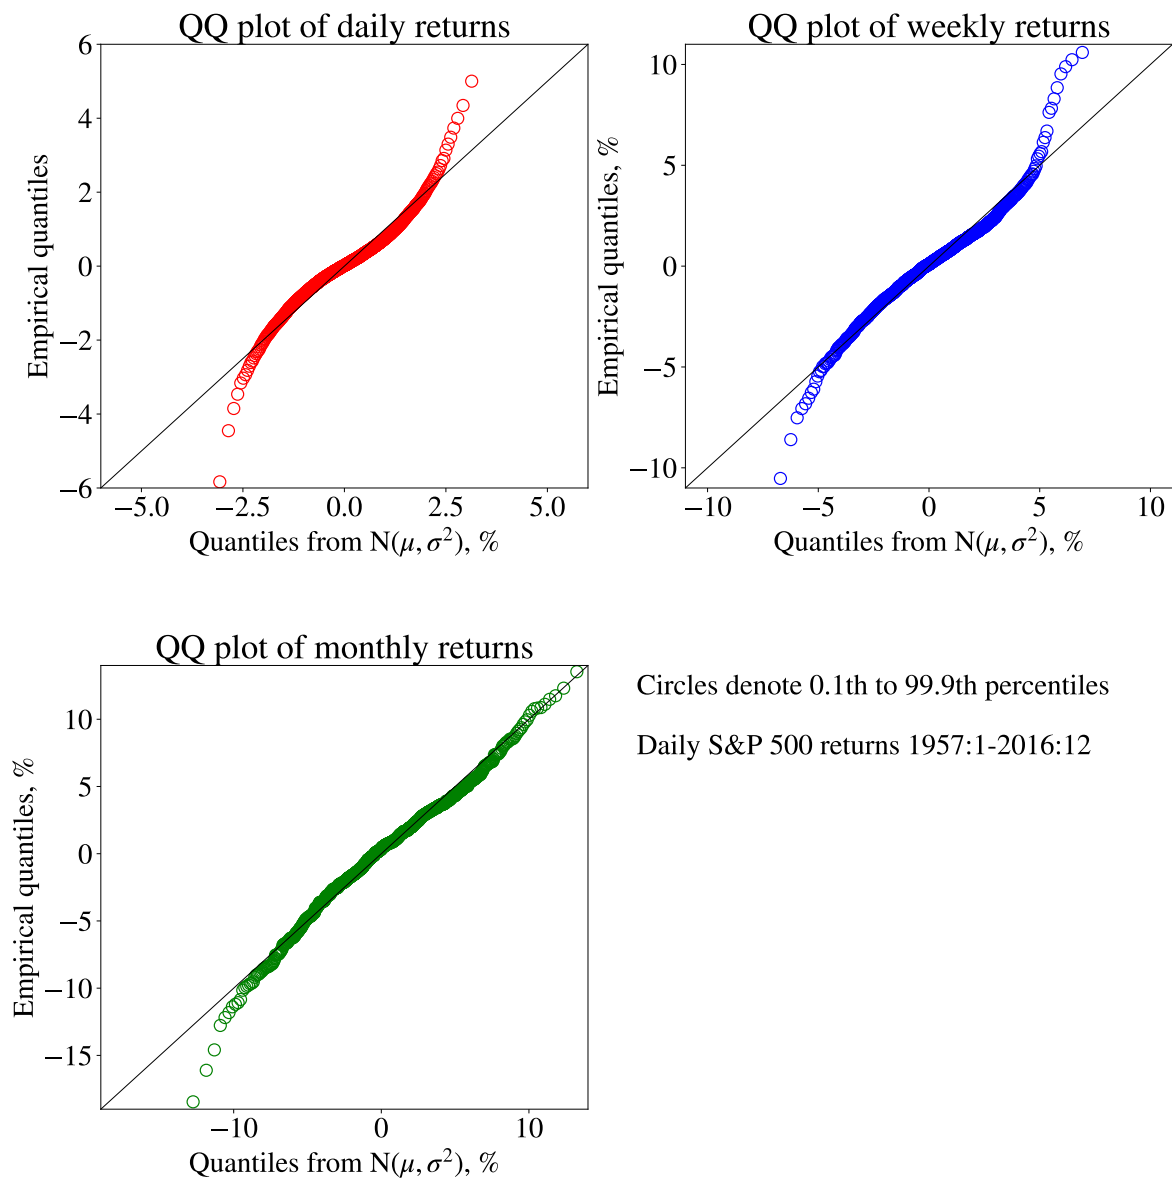 QQ plot of daily returns
Empirical quantiles
6
4
2
0
−2
−4
−6
−5.0 −2.5 0.0 2.5 5.0
Quantiles from N(μ, σ²), %
QQ plot of weekly returns
Empirical quantiles, %
10
5
0
−5
−10
−10 −5 0 5 10
Quantiles from N(μ, σ²), %
QQ plot of monthly returns
Empirical quantiles, %
10
5
0
−5
−10
−15
−10 0 10
Quantiles from N(μ, σ²), %
Circles denote 0.1th to 99.9th percentiles
Daily S&P 500 returns 1957:1-2016:12